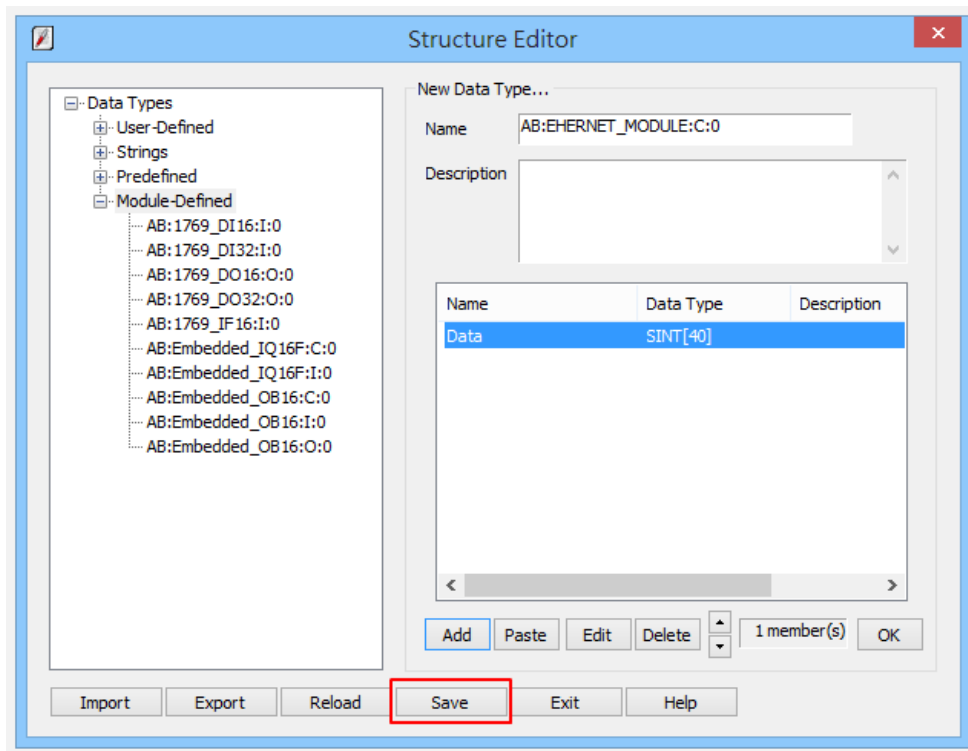 Structure Editor
Data Types
User-Defined
Strings
Predefined
Module-Defined
AB:1769_DI16:I:0
AB:1769_DI32:I:0
AB:1769_DO16:O:0
AB:1769_DO32:O:0
AB:1769_IF16:I:0
AB:Embedded_IQ16F:C:0
AB:Embedded_IQ16F:I:0
AB:Embedded_OB16:C:0
AB:Embedded_OB16:I:0
AB:Embedded_OB16:O:0
New Data Type...
Name AB:EHERNET_MODULE:C:0
Description
Name Data Type Description
Data SINT[40]
Add Paste Edit Delete 1 member(s) OK
Import Export Reload Save Exit Help